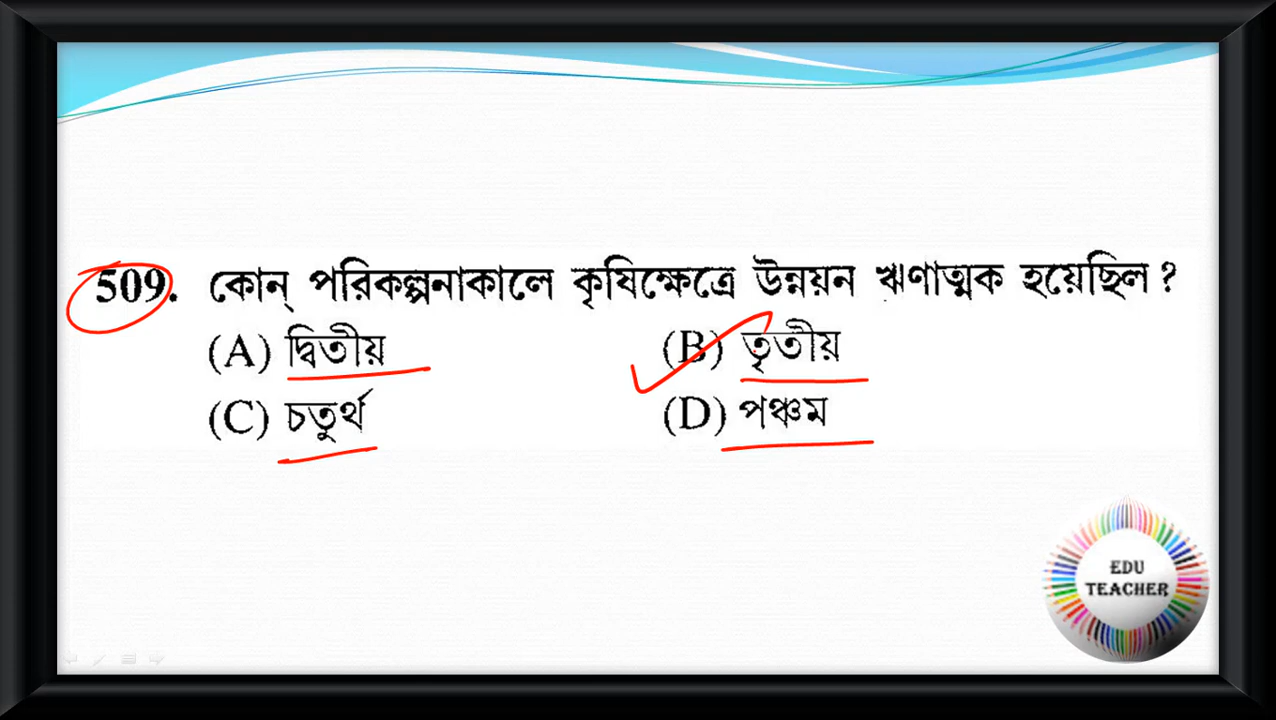 509. কোন্ পরিকল্পনাকালে কৃষিক্ষেত্রে উন্নয়ন ঋণাত্মক হয়েছিল ?
(A) দ্বিতীয় (B) তৃতীয়
(C) চতুর্থ (D) পঞ্চম
EDU
TEACHER